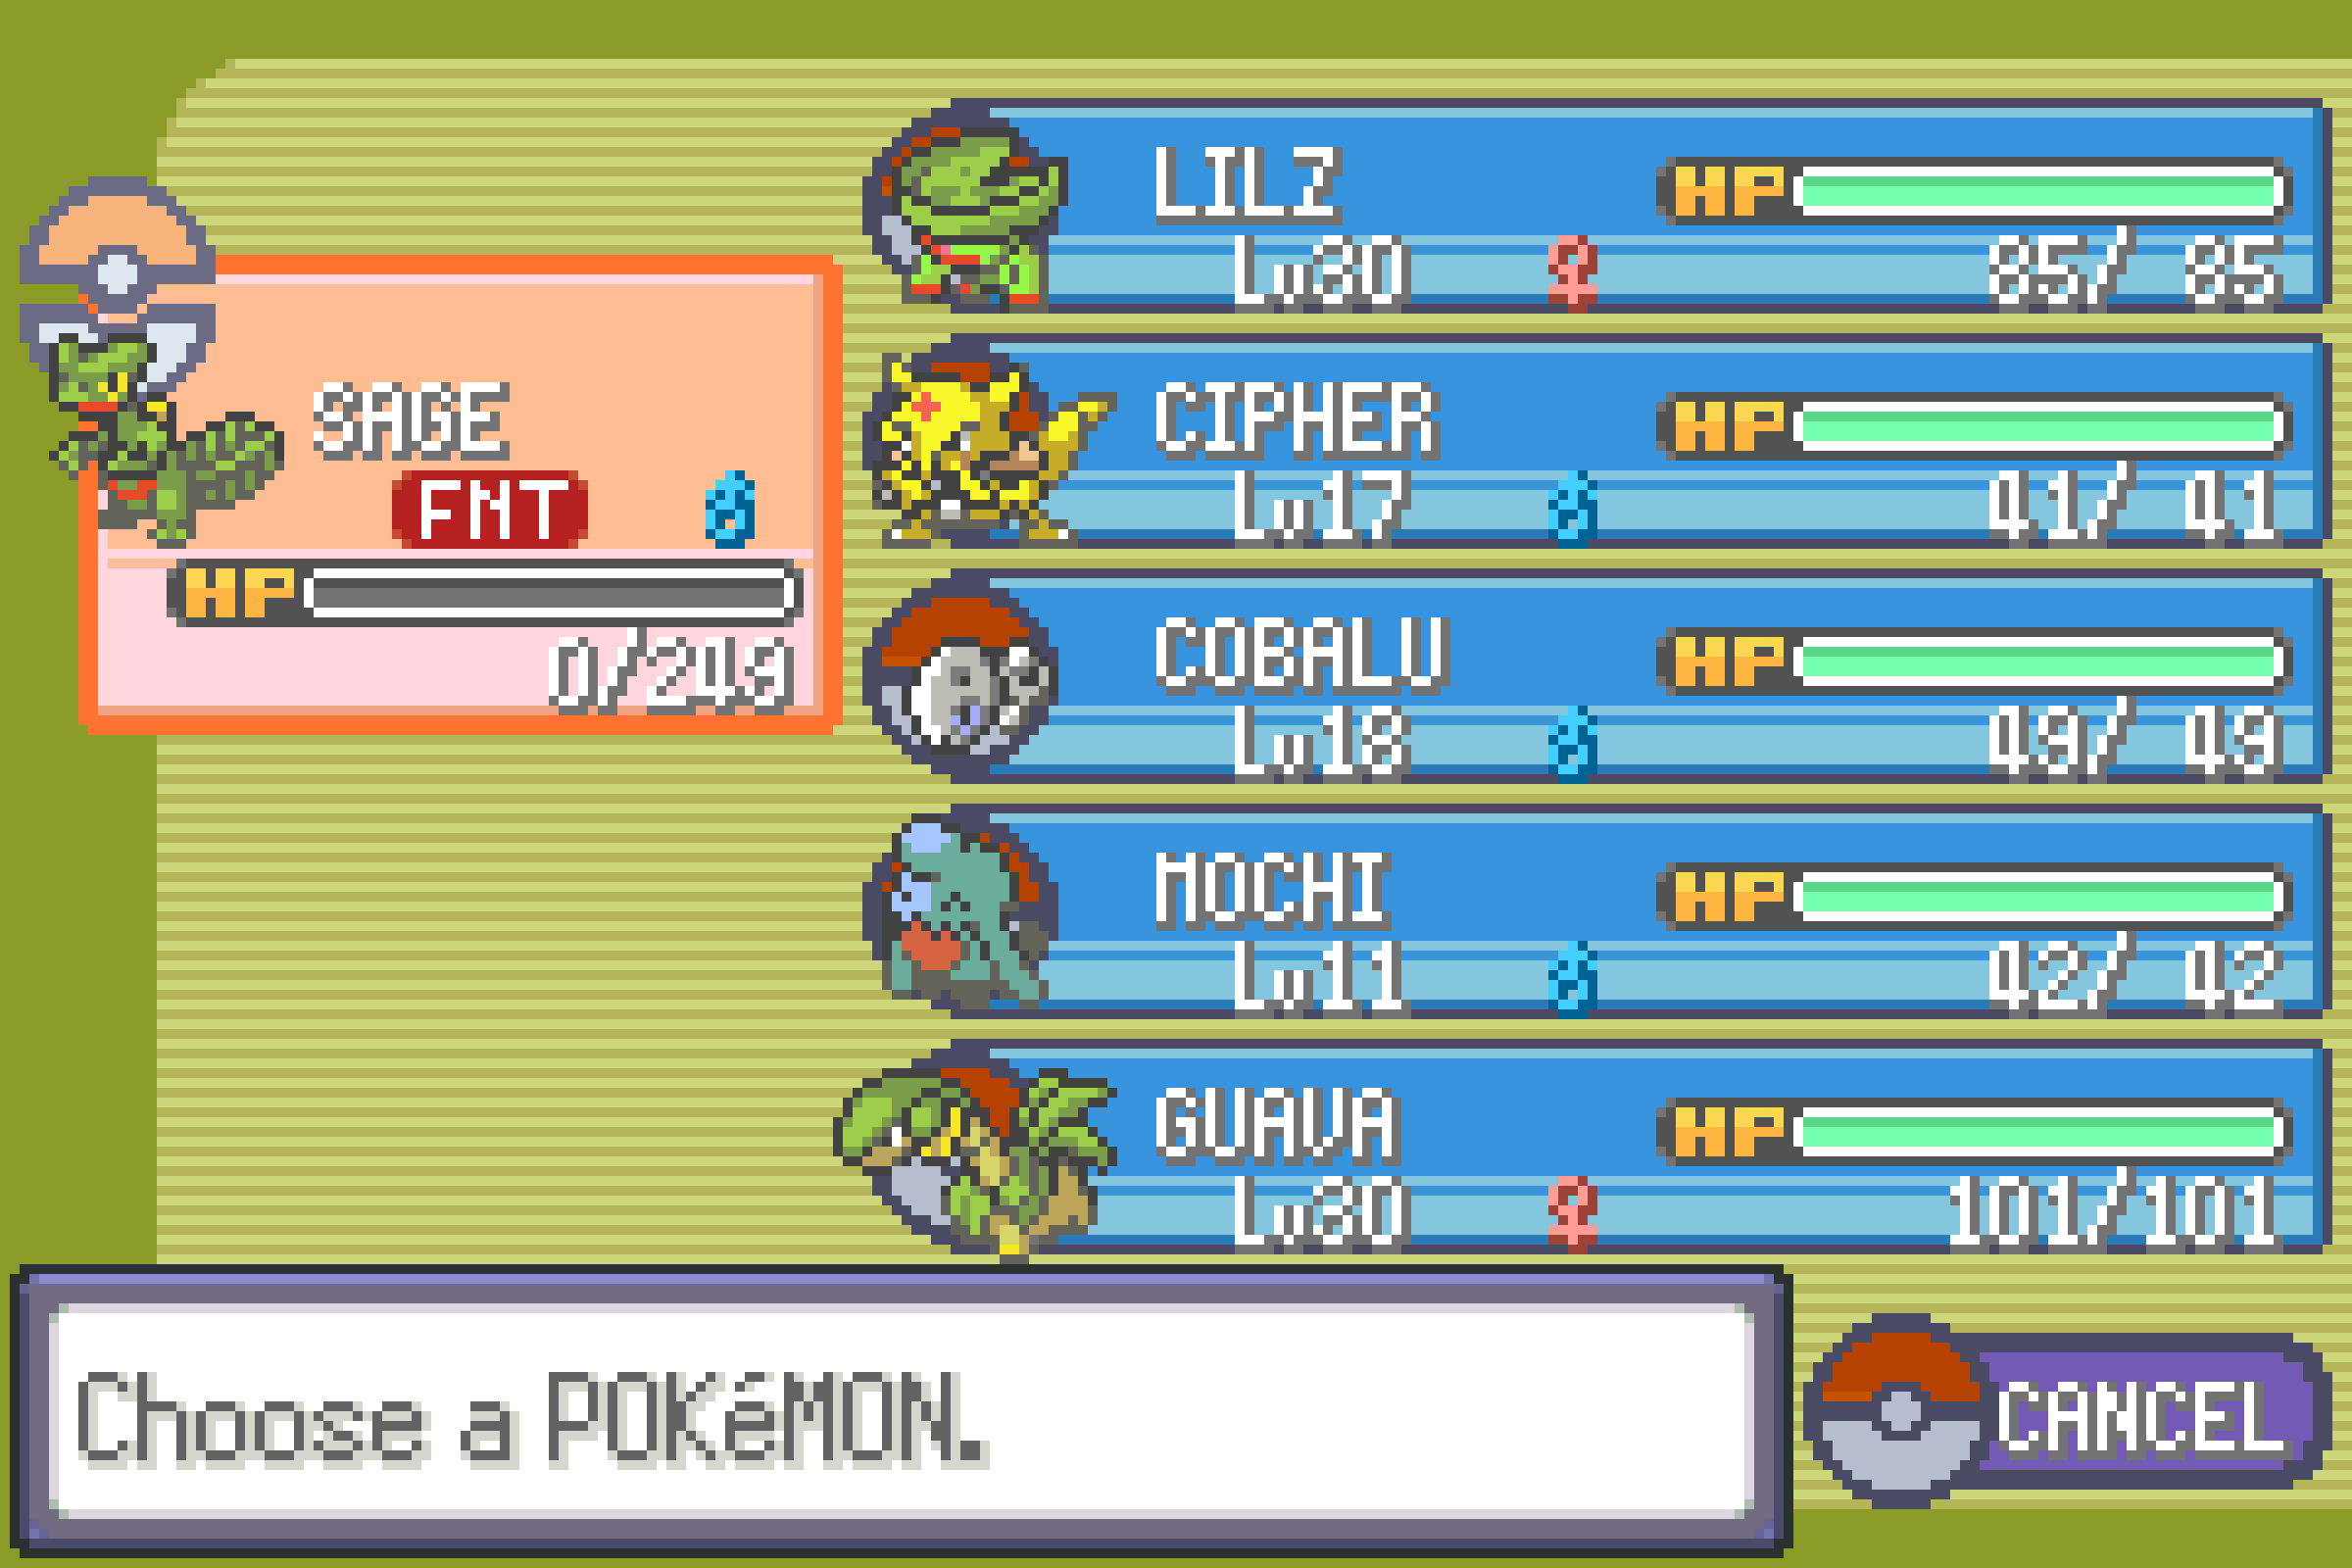 SAGE
FNT ♂
HP
0/249
LILZ HP
Lv30 ♀ 85/ 85
CIPHER HP
Lv17 ♂ 41/ 41
COBALU HP
Lv18 ♂ 49/ 49
MOCHI HP
Lv11 ♂ 42/ 42
GUAVA HP
Lv30 ♀ 101/101
Choose a POKéMON.
CANCEL